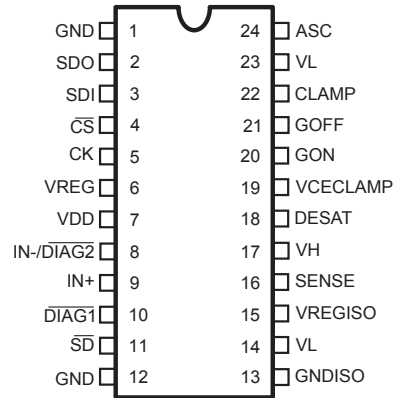 GND 1 24 ASC
SDO 2 23 VL
SDI 3 22 CLAMP
CS 4 21 GOFF
CK 5 20 GON
VREG 6 19 VCECLAMP
VDD 7 18 DESAT
IN-/DIAG2 8 17 VH
IN+ 9 16 SENSE
DIAG1 10 15 VREGISO
SD 11 14 VL
GND 12 13 GNDISO